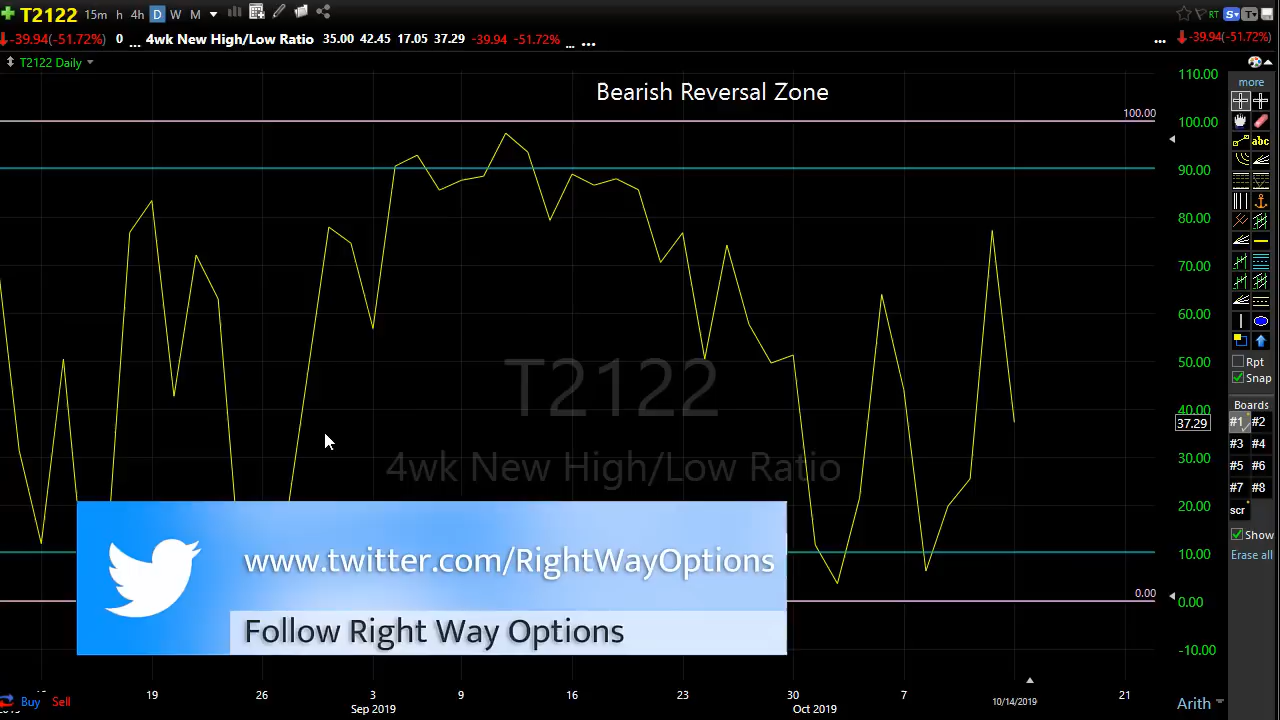 T2122 15m h 4h D W M RT S T
-39.94(-51.72%) 0 ... 4wk New High/Low Ratio 35.00 42.45 17.05 37.29 -39.94 -51.72% ... ... ... -39.94(-51.72%)
T2122 Daily
more
Bearish Reversal Zone
110.00
100.00
100.00
90.00
80.00
70.00
60.00
50.00
40.00
37.29
30.00
20.00
10.00
0.00
0.00
-10.00
abc
Rpt
Snap
Boards
#1 #2
#3 #4
#5 #6
#7 #8
scr
Show
Erase all
T2122
4wk New High/Low Ratio
www.twitter.com/RightWayOptions
Follow Right Way Options
19 26 3 9 16 23 30 7 10/14/2019 21
Sep 2019 Oct 2019
Buy Sell
Arith